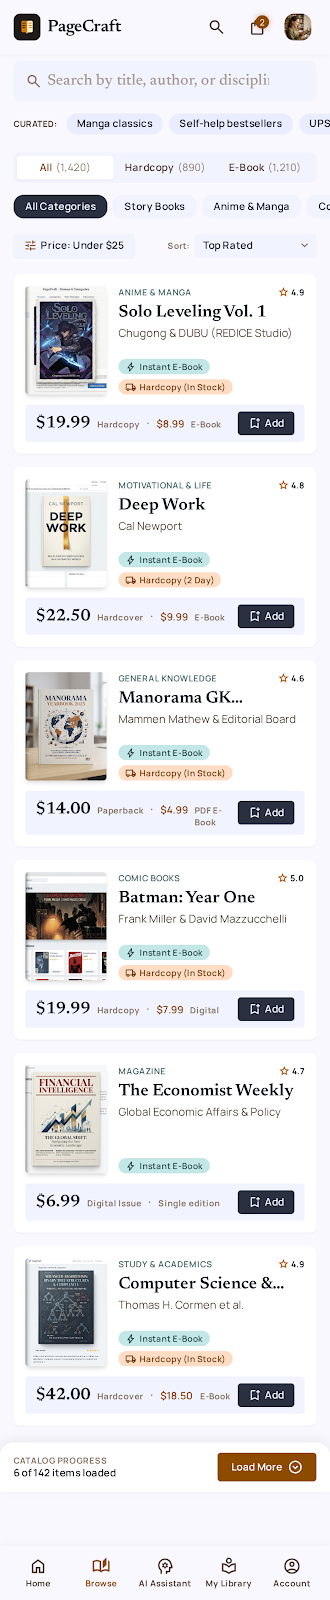 PageCraft
2
Search by title, author, or discipli
CURATED: Manga classics Self-help bestsellers UPS
All (1,420) Hardcopy (890) E-Book (1,210)
All Categories Story Books Anime & Manga Co
Price: Under $25 Sort: Top Rated
SOLO LEVELING
ANIME & MANGA 4.9
Solo Leveling Vol. 1
Chugong & DUBU (REDICE Studio)
Instant E-Book
Hardcopy (In Stock)
$19.99 Hardcopy · $8.99 E-Book Add
CAL NEWPORT
DEEP
WORK
MOTIVATIONAL & LIFE 4.8
Deep Work
Cal Newport
Instant E-Book
Hardcopy (2 Day)
$22.50 Hardcover · $9.99 E-Book Add
MANORAMA
YEARBOOK 2025
GENERAL KNOWLEDGE 4.6
Manorama GK...
Mammen Mathew & Editorial Board
Instant E-Book
Hardcopy (In Stock)
$14.00 Paperback · $4.99 PDF E-
Book
Add
COMIC BOOKS 5.0
Batman: Year One
Frank Miller & David Mazzucchelli
Instant E-Book
Hardcopy (In Stock)
$19.99 Hardcopy · $7.99 Digital Add
FINANCIAL
INTELLIGENCE
THE GLOBAL SHIFT:
MAGAZINE 4.7
The Economist Weekly
Global Economic Affairs & Policy
Instant E-Book
$6.99 Digital Issue · Single edition Add
STUDY & ACADEMICS 4.9
Computer Science &...
Thomas H. Cormen et al.
Instant E-Book
Hardcopy (In Stock)
$42.00 Hardcover · $18.50 E-Book Add
CATALOG PROGRESS
6 of 142 items loaded
Load More
Home Browse AI Assistant My Library Account